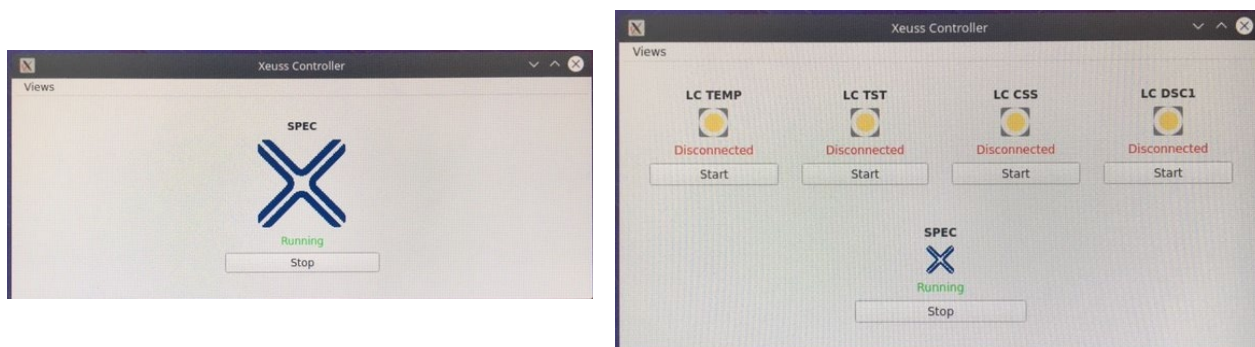 Xeuss Controller
Views
SPEC
Running
Stop
Xeuss Controller
Views
LC TEMP LC TST LC CSS LC DSC1
Disconnected Disconnected Disconnected Disconnected
Start Start Start Start
SPEC
Running
Stop